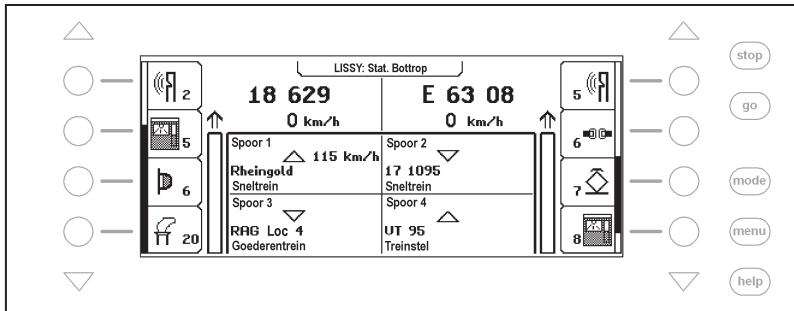 LISSY: Stat. Bottrop
18 629
E 63 08
0 km/h
0 km/h
2
5
6
20
5
6
7
8
Spoor 1
115 km/h
Rheingold
Sneltrein
Spoor 2
17 1095
Sneltrein
Spoor 3
RAG Loc 4
Goederentrein
Spoor 4
VT 95
Treinstel
stop
go
mode
menu
help